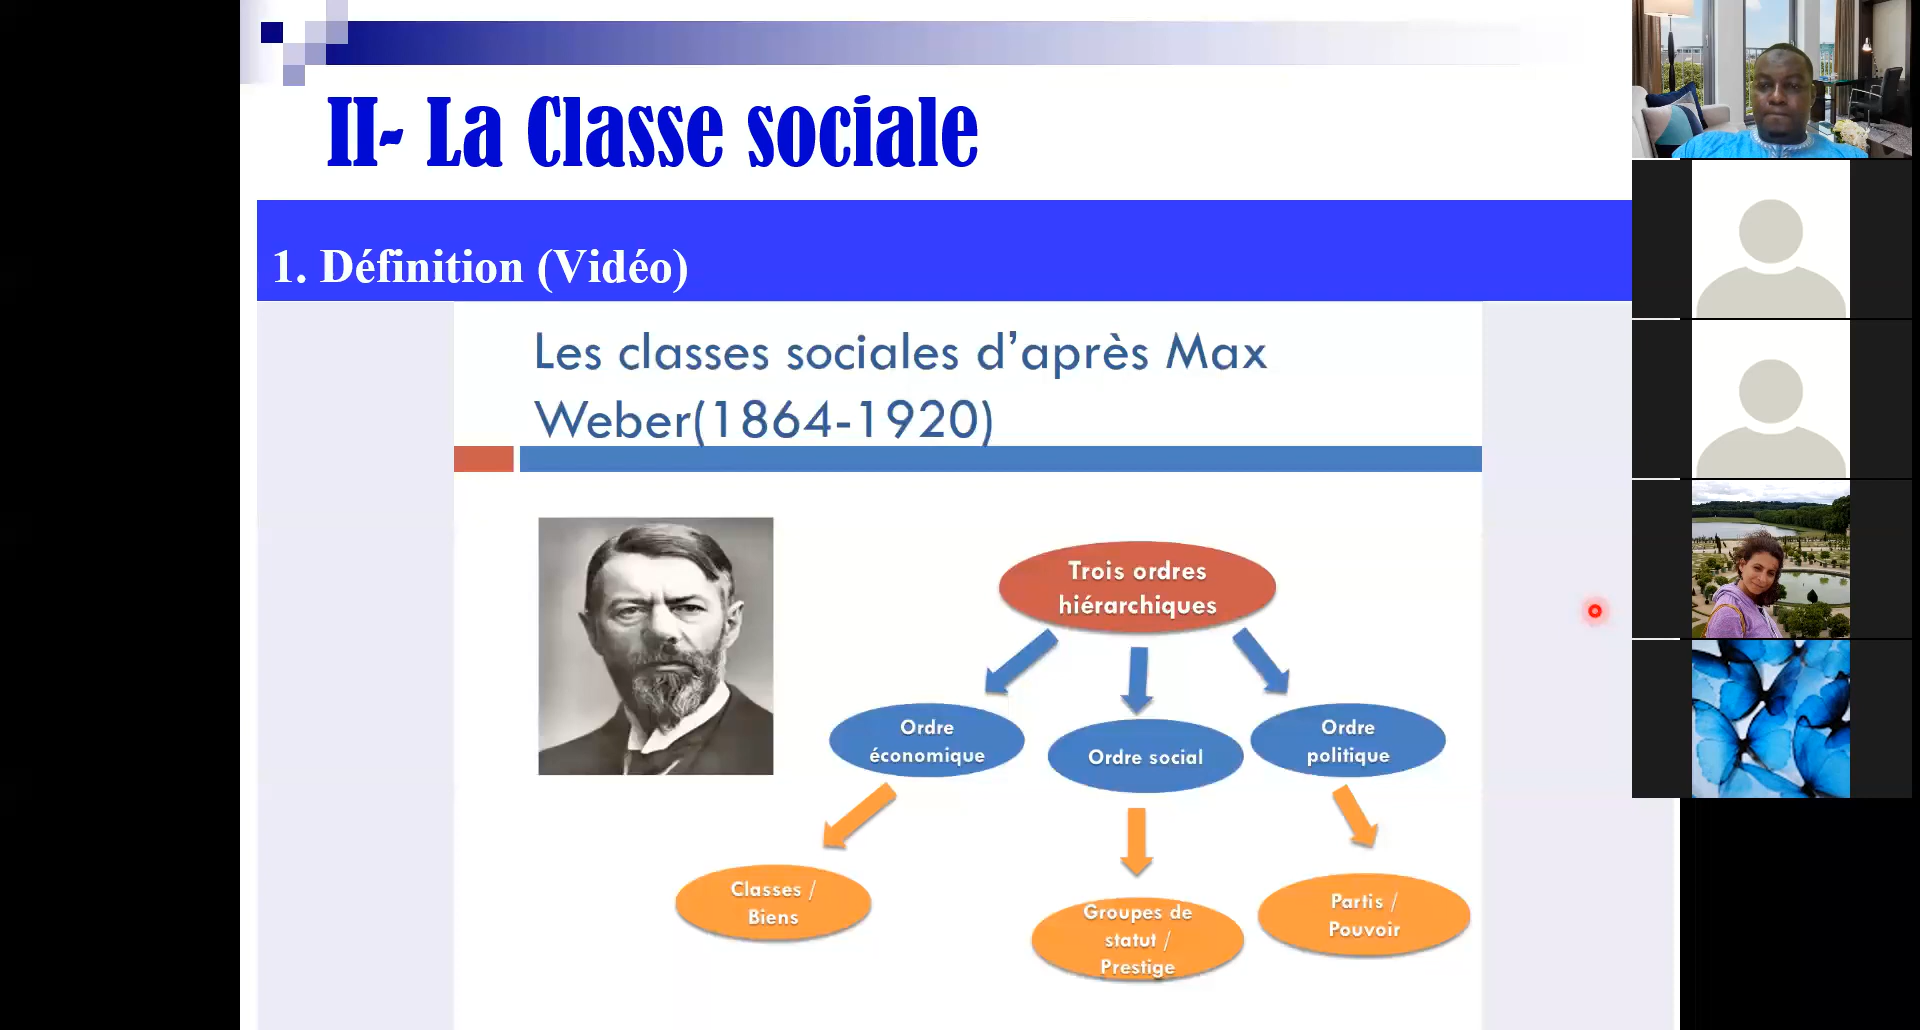 II- La Classe sociale
1. Définition (Vidéo)
Les classes sociales d’après Max
Weber(1864-1920)
Trois ordres
hiérarchiques
Ordre
économique
Ordre social
Ordre
politique
Classes /
Biens
Groupes de
statut /
Prestige
Partis /
Pouvoir